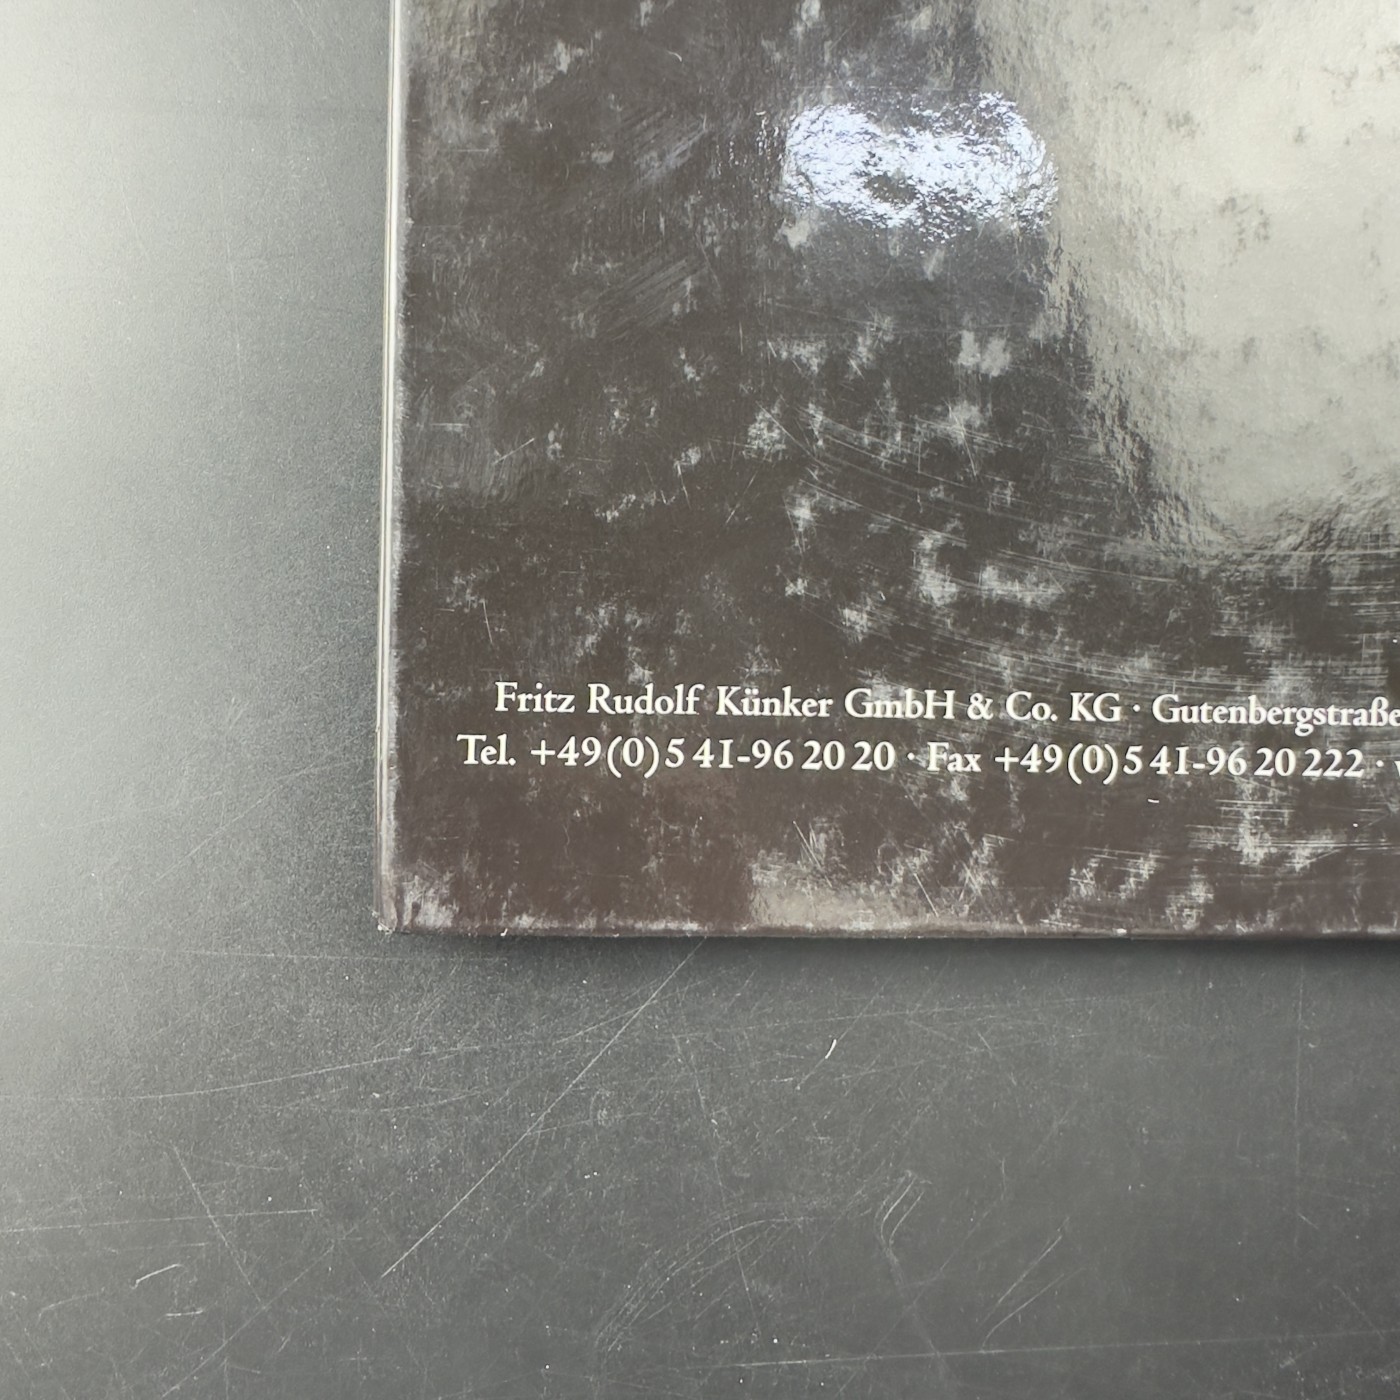 Fritz Rudolf Künker GmbH & Co. KG · Gutenbergstraße
Tel. +49(0)5 41-96 20 20 · Fax +49(0)5 41-96 20 222 ·